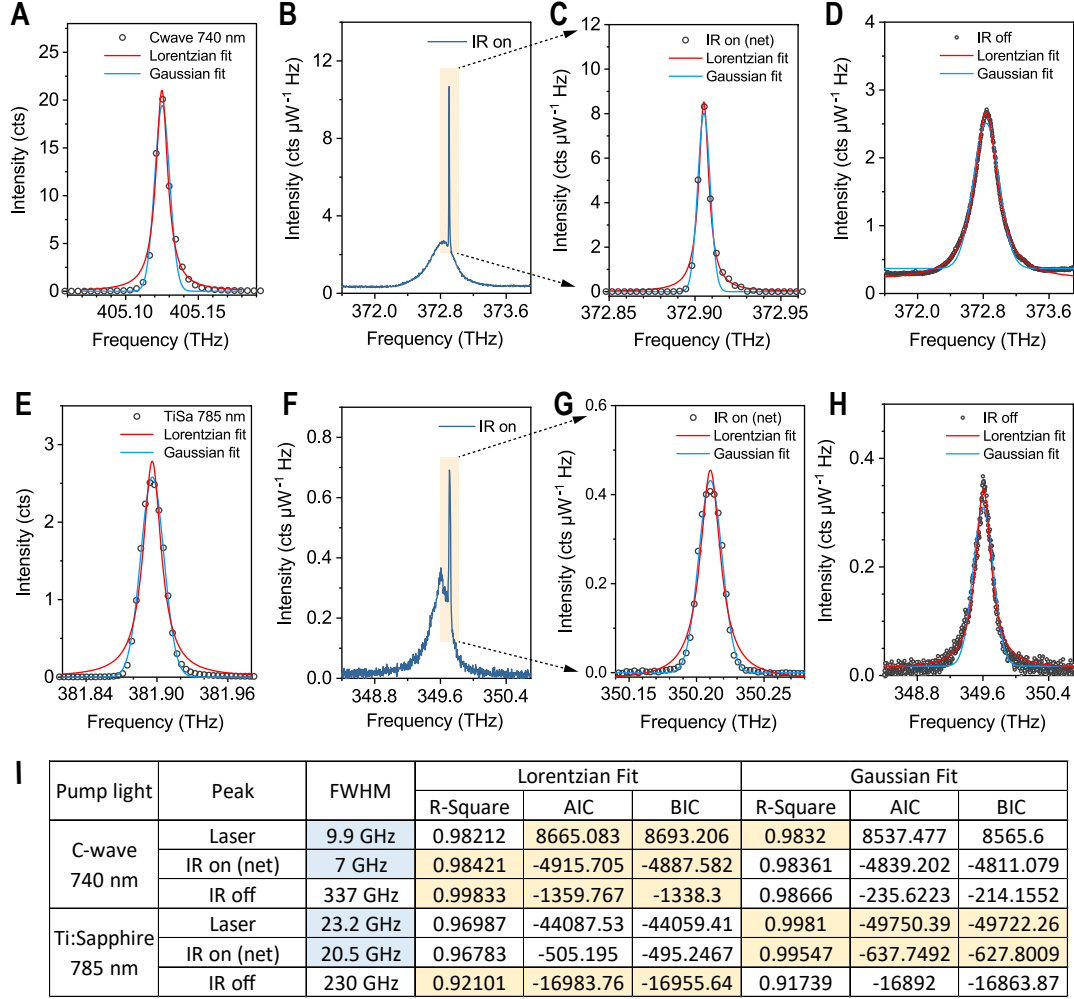 A
Cwave 740 nm
Lorentzian fit
Gaussian fit
Intensity (cts)
25
20
15
10
5
0
405.10 405.15
Frequency (THz)
B
IR on
Intensity (cts µW⁻¹ Hz)
12
9
6
3
0
372.0 372.8 373.6
Frequency (THz)
C
IR on (net)
Lorentzian fit
Gaussian fit
Intensity (cts µW⁻¹ Hz)
12
10
8
6
4
2
0
372.85 372.90 372.95
Frequency (THz)
D
IR off
Lorentzian fit
Gaussian fit
Intensity (cts µW⁻¹ Hz)
4
3
2
1
0
372.0 372.8 373.6
Frequency (THz)
E
TiSa 785 nm
Lorentzian fit
Gaussian fit
Intensity (cts)
3
2
1
0
381.84 381.90 381.96
Frequency (THz)
F
IR on
Intensity (cts µW⁻¹ Hz)
0.8
0.6
0.4
0.2
0.0
348.8 349.6 350.4
Frequency (THz)
G
IR on (net)
Lorentzian fit
Gaussian fit
Intensity (cts µW⁻¹ Hz)
0.6
0.4
0.2
0.0
350.15 350.20 350.25
Frequency (THz)
H
IR off
Lorentzian fit
Gaussian fit
Intensity (cts µW⁻¹ Hz)
0.4
0.2
0.0
348.8 349.6 350.4
Frequency (THz)
I
Pump light Peak FWHM Lorentzian Fit Gaussian Fit
R-Square AIC BIC R-Square AIC BIC
C-wave 740 nm
Laser 9.9 GHz 0.98212 8665.083 8693.206 0.9832 8537.477 8565.6
IR on (net) 7 GHz 0.98421 -4915.705 -4887.582 0.98361 -4839.202 -4811.079
IR off 337 GHz 0.99833 -1359.767 -1338.3 0.98666 -235.6223 -214.1552
Ti:Sapphire 785 nm
Laser 23.2 GHz 0.96987 -44087.53 -44059.41 0.9981 -49750.39 -49722.26
IR on (net) 20.5 GHz 0.96783 -505.195 -495.2467 0.99547 -637.7492 -627.8009
IR off 230 GHz 0.92101 -16983.76 -16955.64 0.91739 -16892 -16863.87